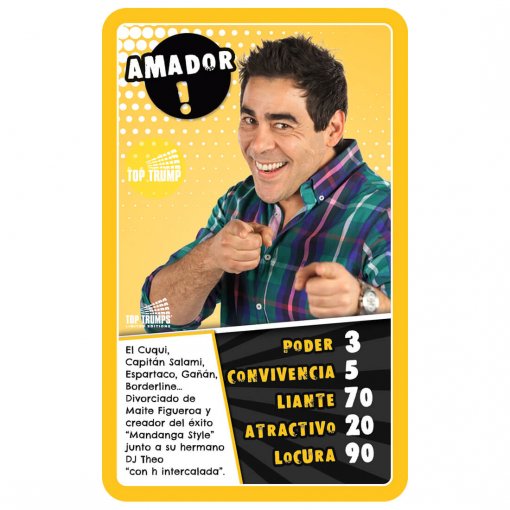 AMADOR
!
TOP TRUMP
TOP TRUMPS
LIMITED EDITIONS
El Cuqui,
Capitán Salami,
Espartaco, Gañán,
Borderline...
Divorciado de
Maite Figueroa y
creador del éxito
"Mandanga Style"
junto a su hermano
DJ Theo
"con h intercalada".
PODER 3
CONVIVENCIA 5
LIANTE 70
ATRACTIVO 20
LOCURA 90